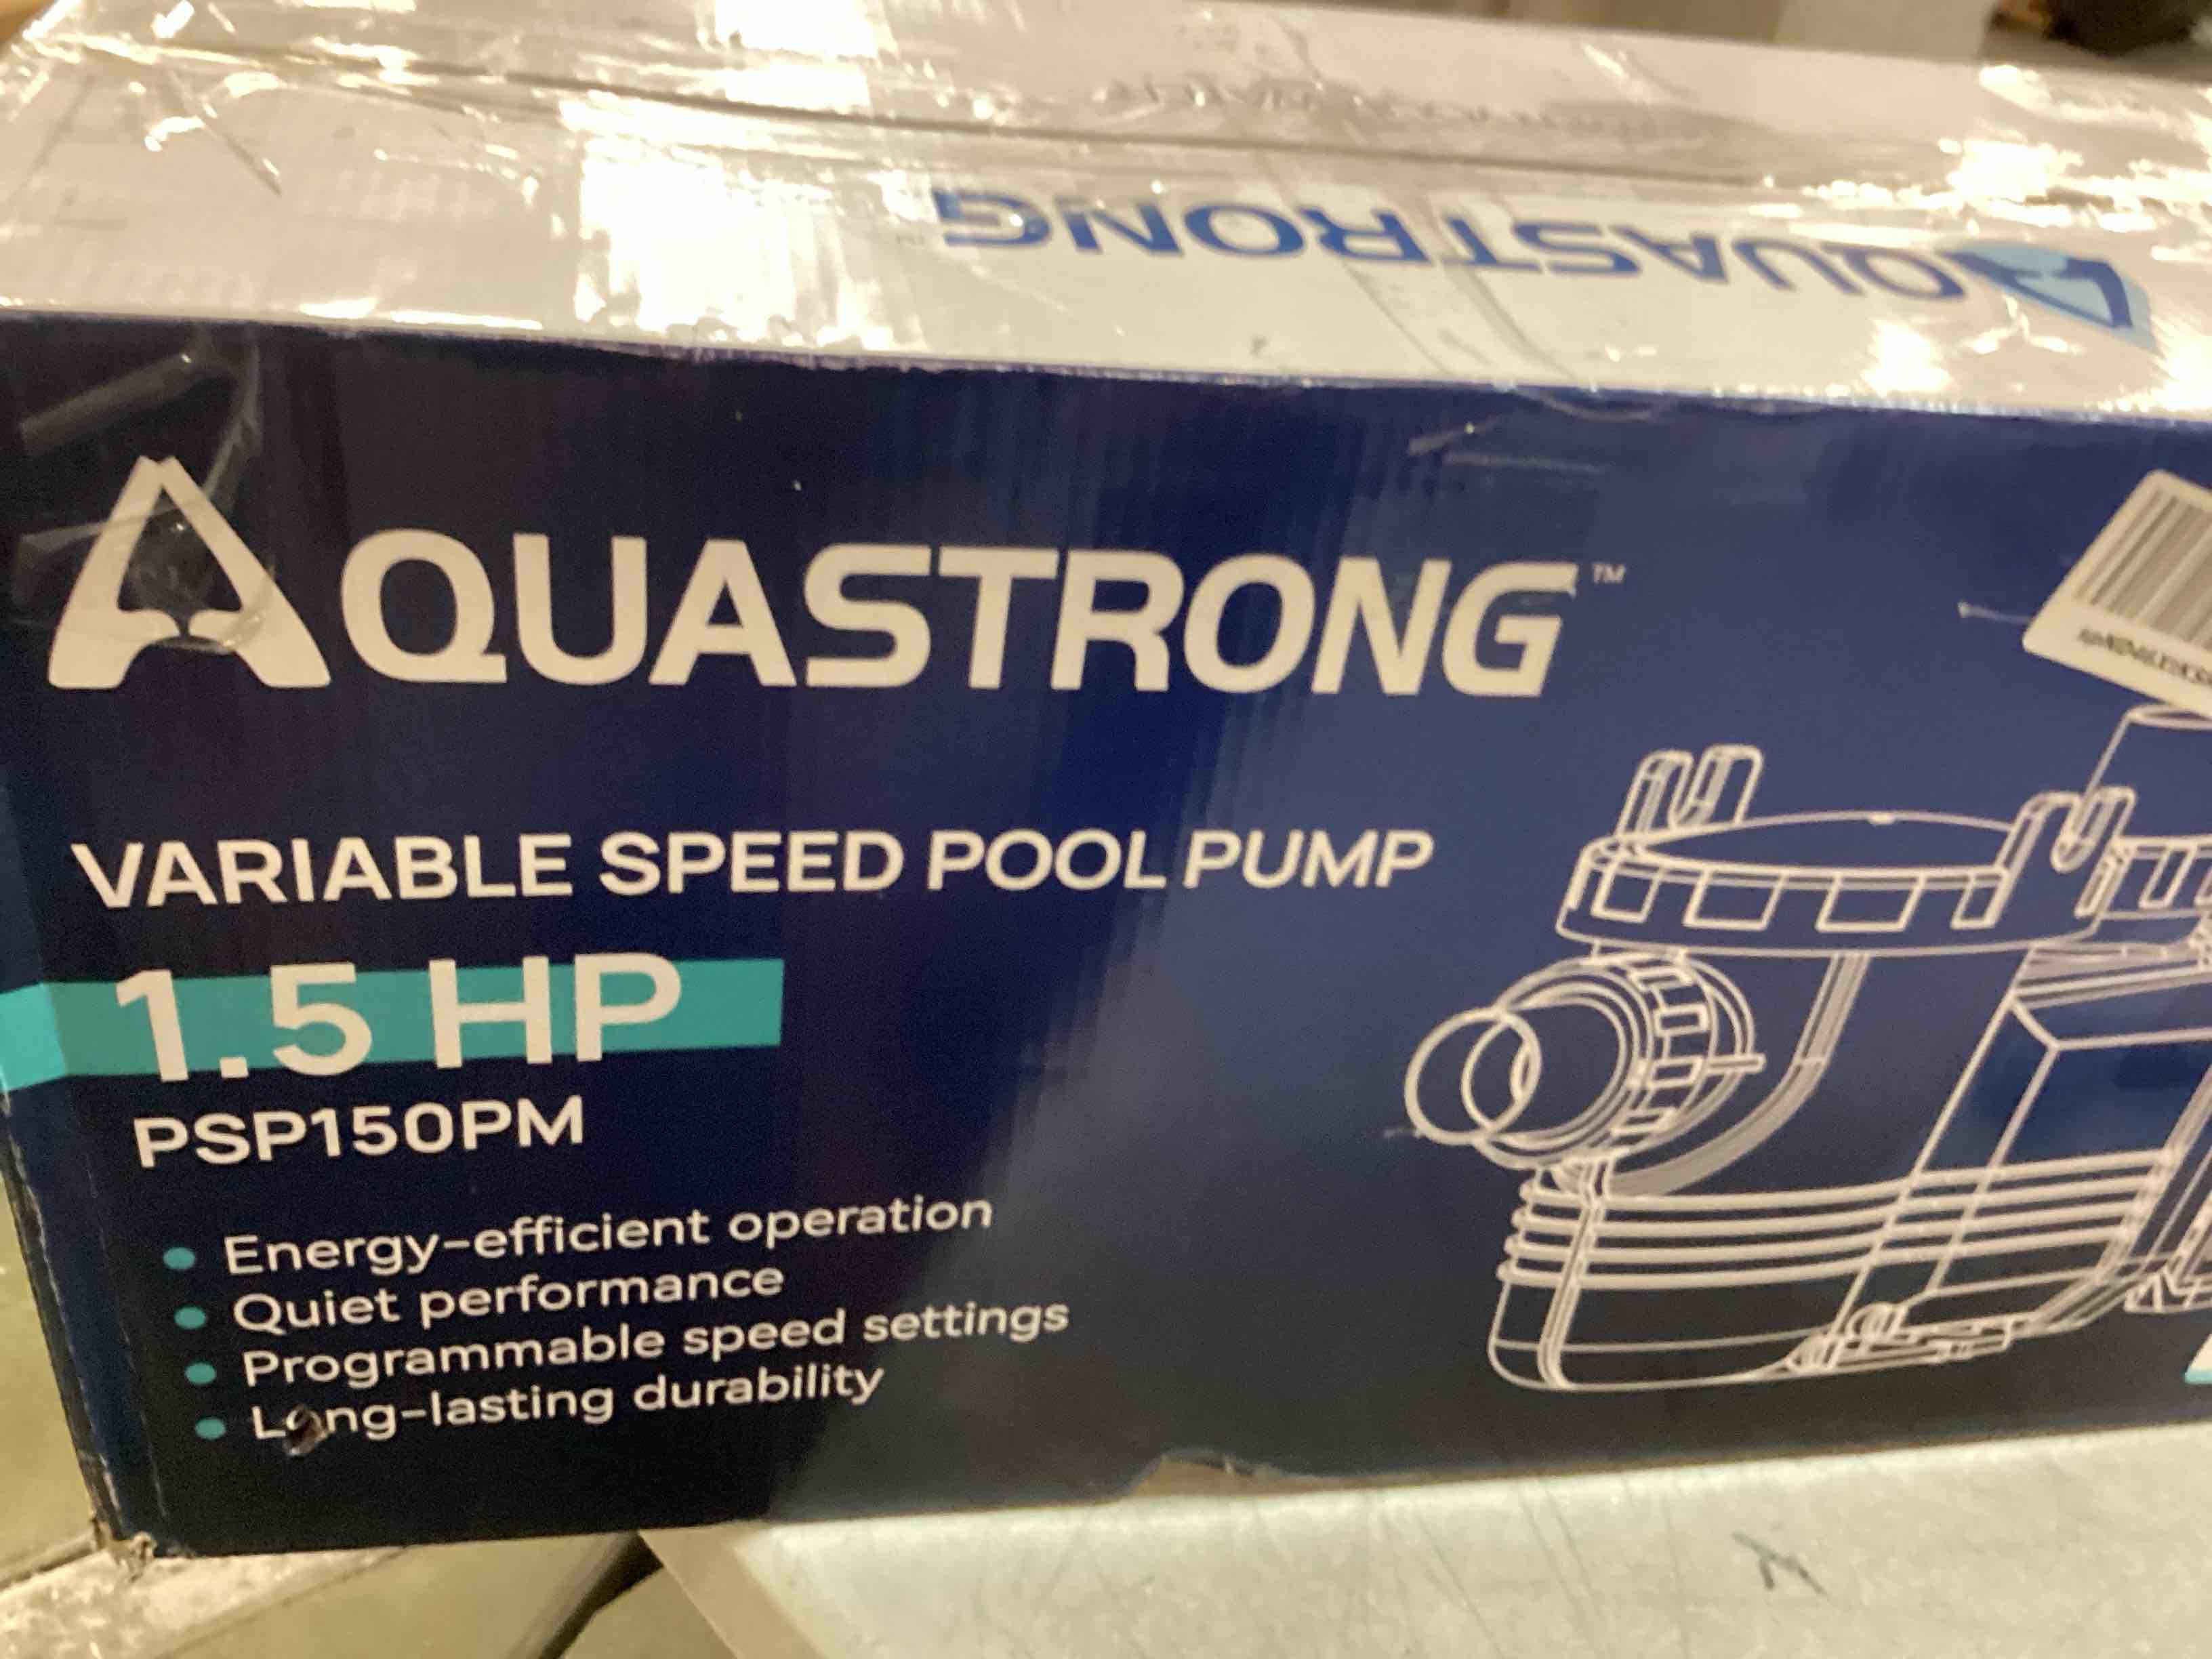 AQUASTRONG
AQUASTRONG™
VARIABLE SPEED POOL PUMP
1.5 HP
PSP150PM
• Energy-efficient operation
• Quiet performance
• Programmable speed settings
• Long-lasting durability